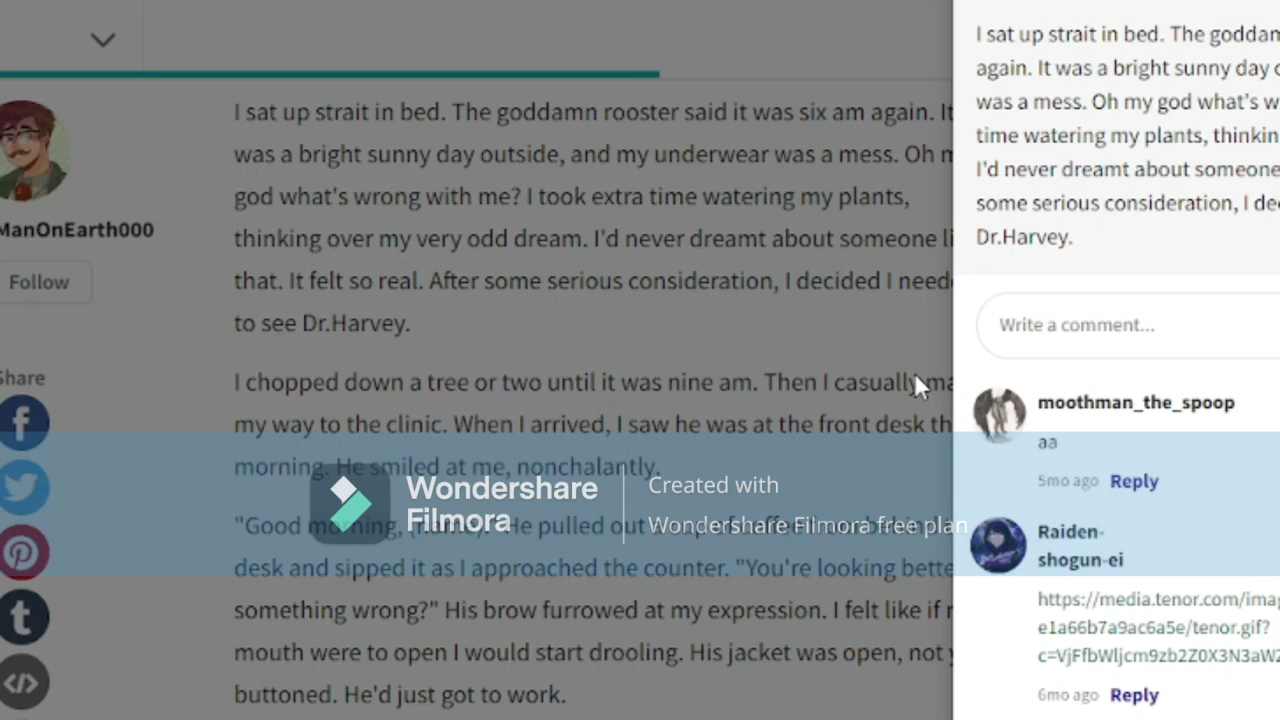 ManOnEarth000
Follow
Share
I sat up strait in bed. The goddamn rooster said it was six am again. It
was a bright sunny day outside, and my underwear was a mess. Oh m
god what's wrong with me? I took extra time watering my plants,
thinking over my very odd dream. I'd never dreamt about someone li
that. It felt so real. After some serious consideration, I decided I neede
to see Dr.Harvey.
I chopped down a tree or two until it was nine am. Then I casually ma
my way to the clinic. When I arrived, I saw he was at the front desk th
morning. He smiled at me, nonchalantly.
"Good morning, He pulled out
desk and sipped it as I approached the counter. "You're looking bette
something wrong?" His brow furrowed at my expression. I felt like if
mouth were to open I would start drooling. His jacket was open, not
buttoned. He'd just got to work.
Wondershare
Filmora
Created with
Wondershare Filmora free plan
I sat up strait in bed. The goddam
again. It was a bright sunny day o
was a mess. Oh my god what's w
time watering my plants, thinkin
I'd never dreamt about someone
some serious consideration, I dec
Dr.Harvey.
Write a comment...
moothman_the_spoop
aa
5mo ago Reply
Raiden-
shogun-ei
https://media.tenor.com/imag
e1a66b7a9ac6a5e/tenor.gif?
c=VjFfbWljcm9zb2Z0X3N3aWZ
6mo ago Reply